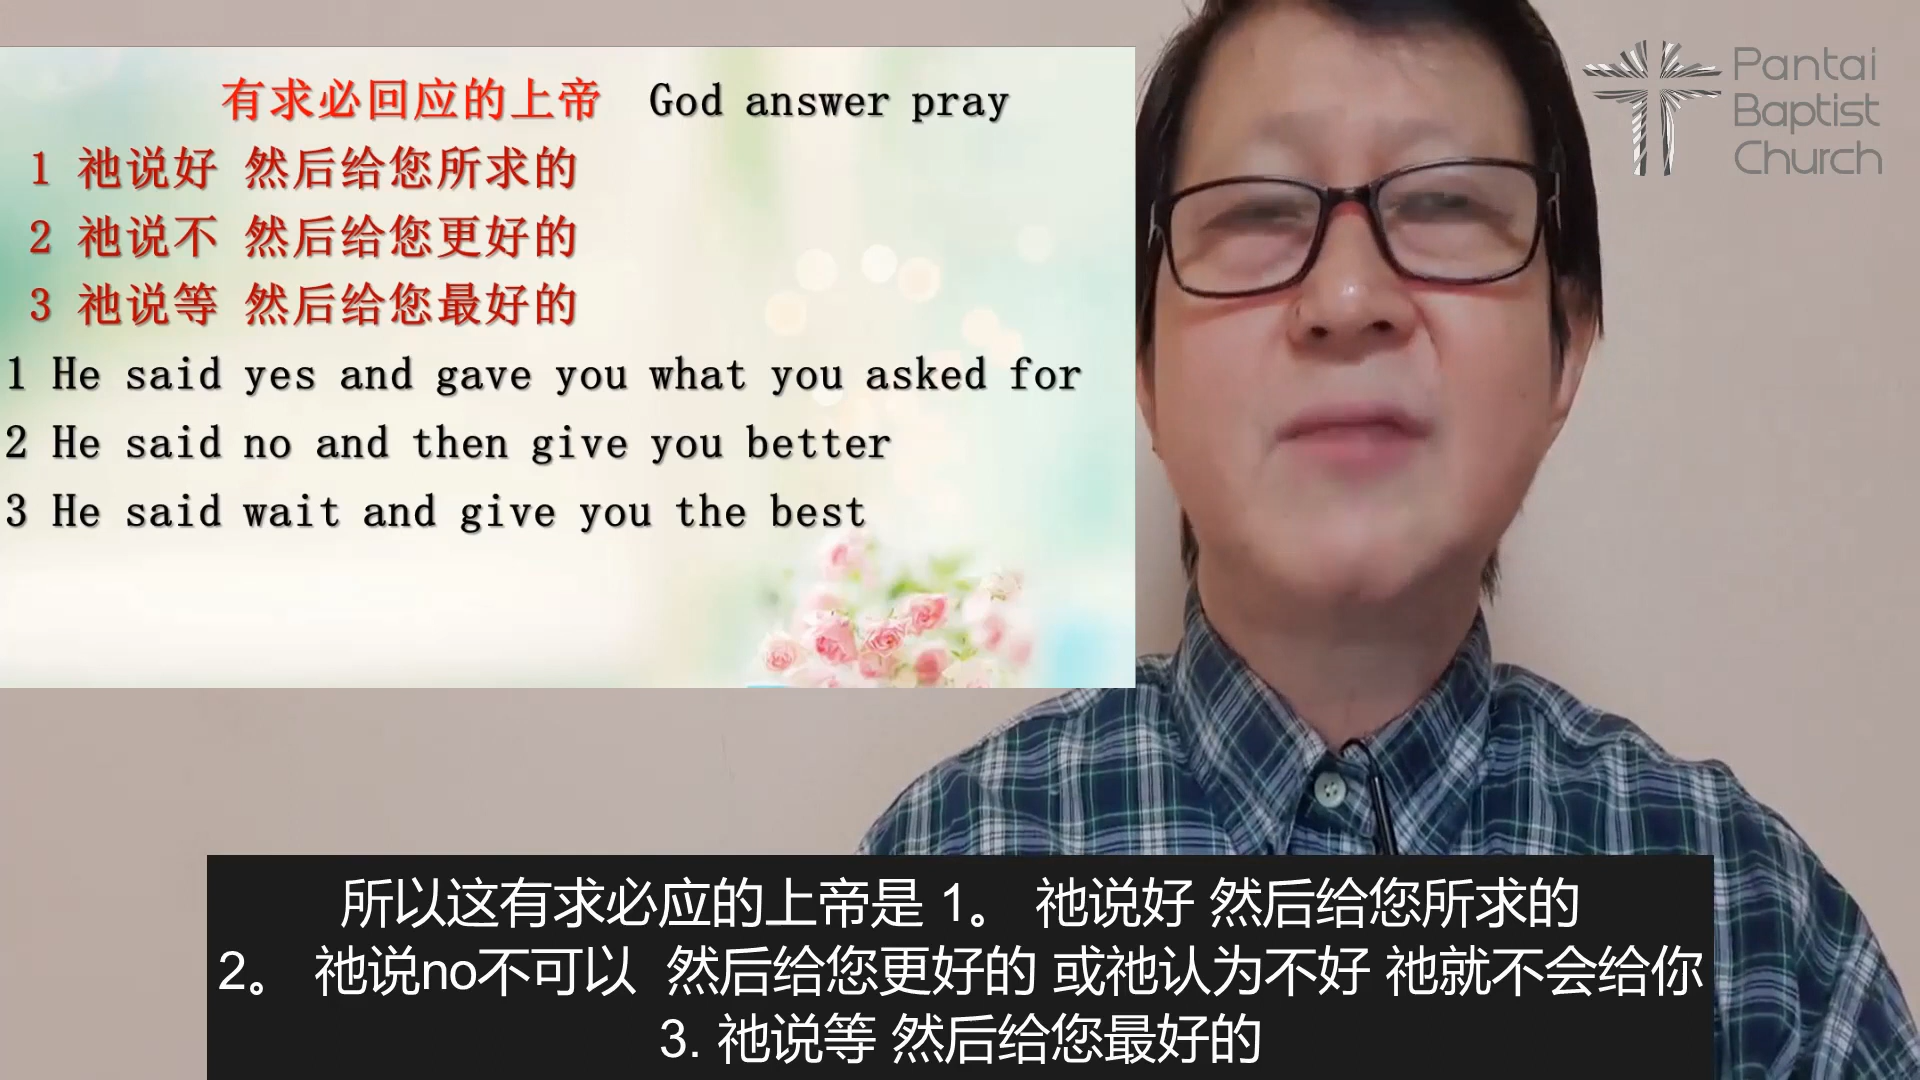 有求必回应的上帝 God answer pray
1 祂说好 然后给您所求的
2 祂说不 然后给您更好的
3 祂说等 然后给您最好的
1 He said yes and gave you what you asked for
2 He said no and then give you better
3 He said wait and give you the best
Pantai
Baptist
Church
所以这有求必应的上帝是 1。 祂说好 然后给您所求的
2。 祂说no不可以 然后给您更好的 或祂认为不好 祂就不会给你
3. 祂说等 然后给您最好的